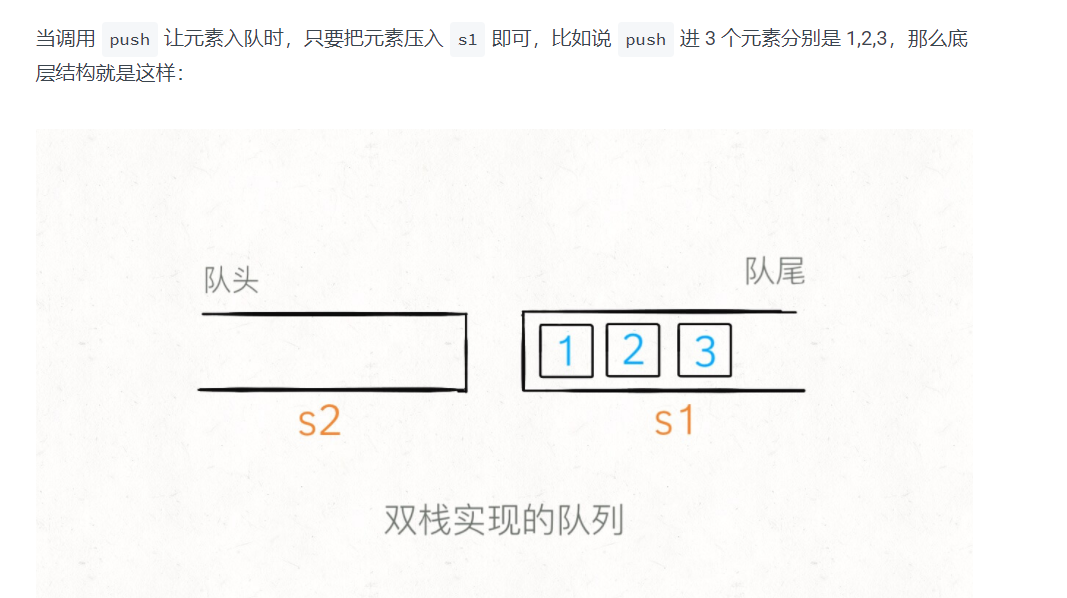 当调用 push 让元素入队时，只要把元素压入 s1 即可，比如说 push 进 3 个元素分别是 1,2,3，那么底
层结构就是这样：
队头
队尾
1 2 3
s2
s1
双栈实现的队列